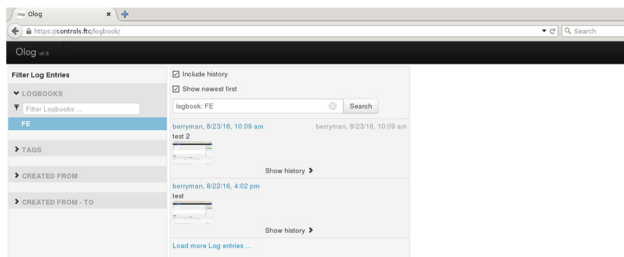 Olog
https://controls.ftc/logbook/
Search
Olog v0.5
Filter Log Entries
LOGBOOKS
Filter Logbooks ...
FE
TAGS
CREATED FROM
CREATED FROM - TO
Include history
Show newest first
logbook: FE
Search
berryman, 8/23/16, 10:09 am berryman, 8/23/16, 10:09 am
test 2
Show history
berryman, 8/22/16, 4:02 pm
test
Show history
Load more Log entries ...